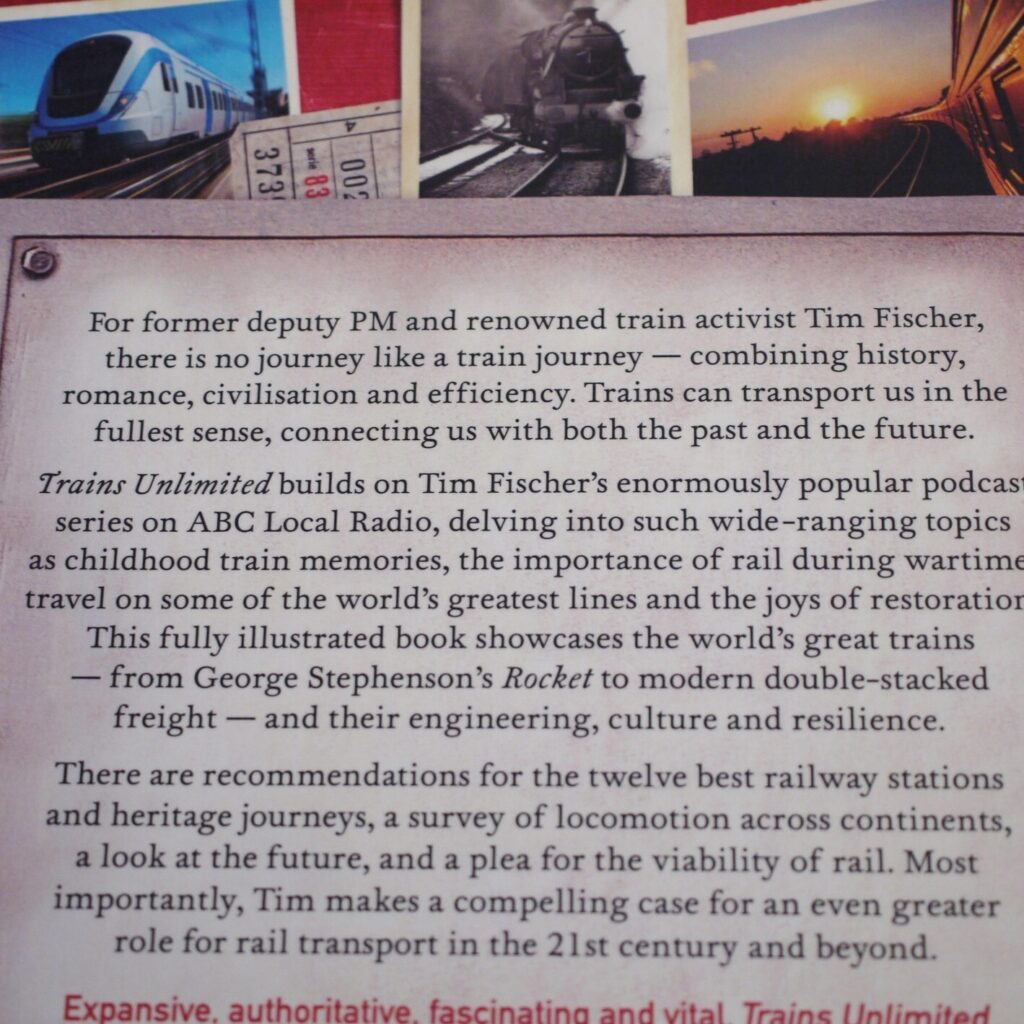 373
serie 83
002
4
For former deputy PM and renowned train activist Tim Fischer,
there is no journey like a train journey — combining history,
romance, civilisation and efficiency. Trains can transport us in the
fullest sense, connecting us with both the past and the future.
Trains Unlimited builds on Tim Fischer's enormously popular podcast
series on ABC Local Radio, delving into such wide-ranging topics
as childhood train memories, the importance of rail during wartime
travel on some of the world's greatest lines and the joys of restoration
This fully illustrated book showcases the world's great trains
— from George Stephenson's Rocket to modern double-stacked
freight — and their engineering, culture and resilience.
There are recommendations for the twelve best railway stations
and heritage journeys, a survey of locomotion across continents,
a look at the future, and a plea for the viability of rail. Most
importantly, Tim makes a compelling case for an even greater
role for rail transport in the 21st century and beyond.
Expansive, authoritative, fascinating and vital, Trains Unlimited